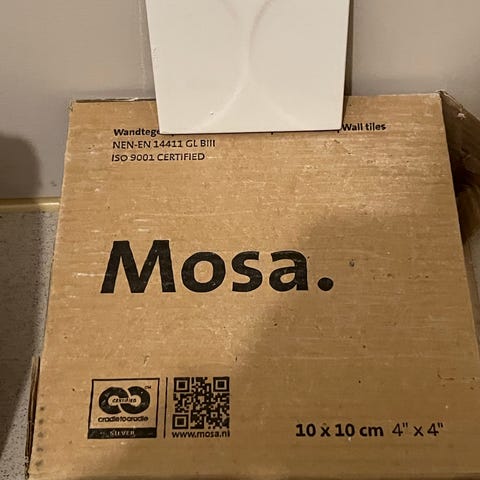 Wall tiles
NEN-EN 14411 GL BIII
ISO 9001 CERTIFIED
Mosa.
CERTIFIED
cradletocradle
SILVER
www.mosa.nl
10 x 10 cm 4" x 4"